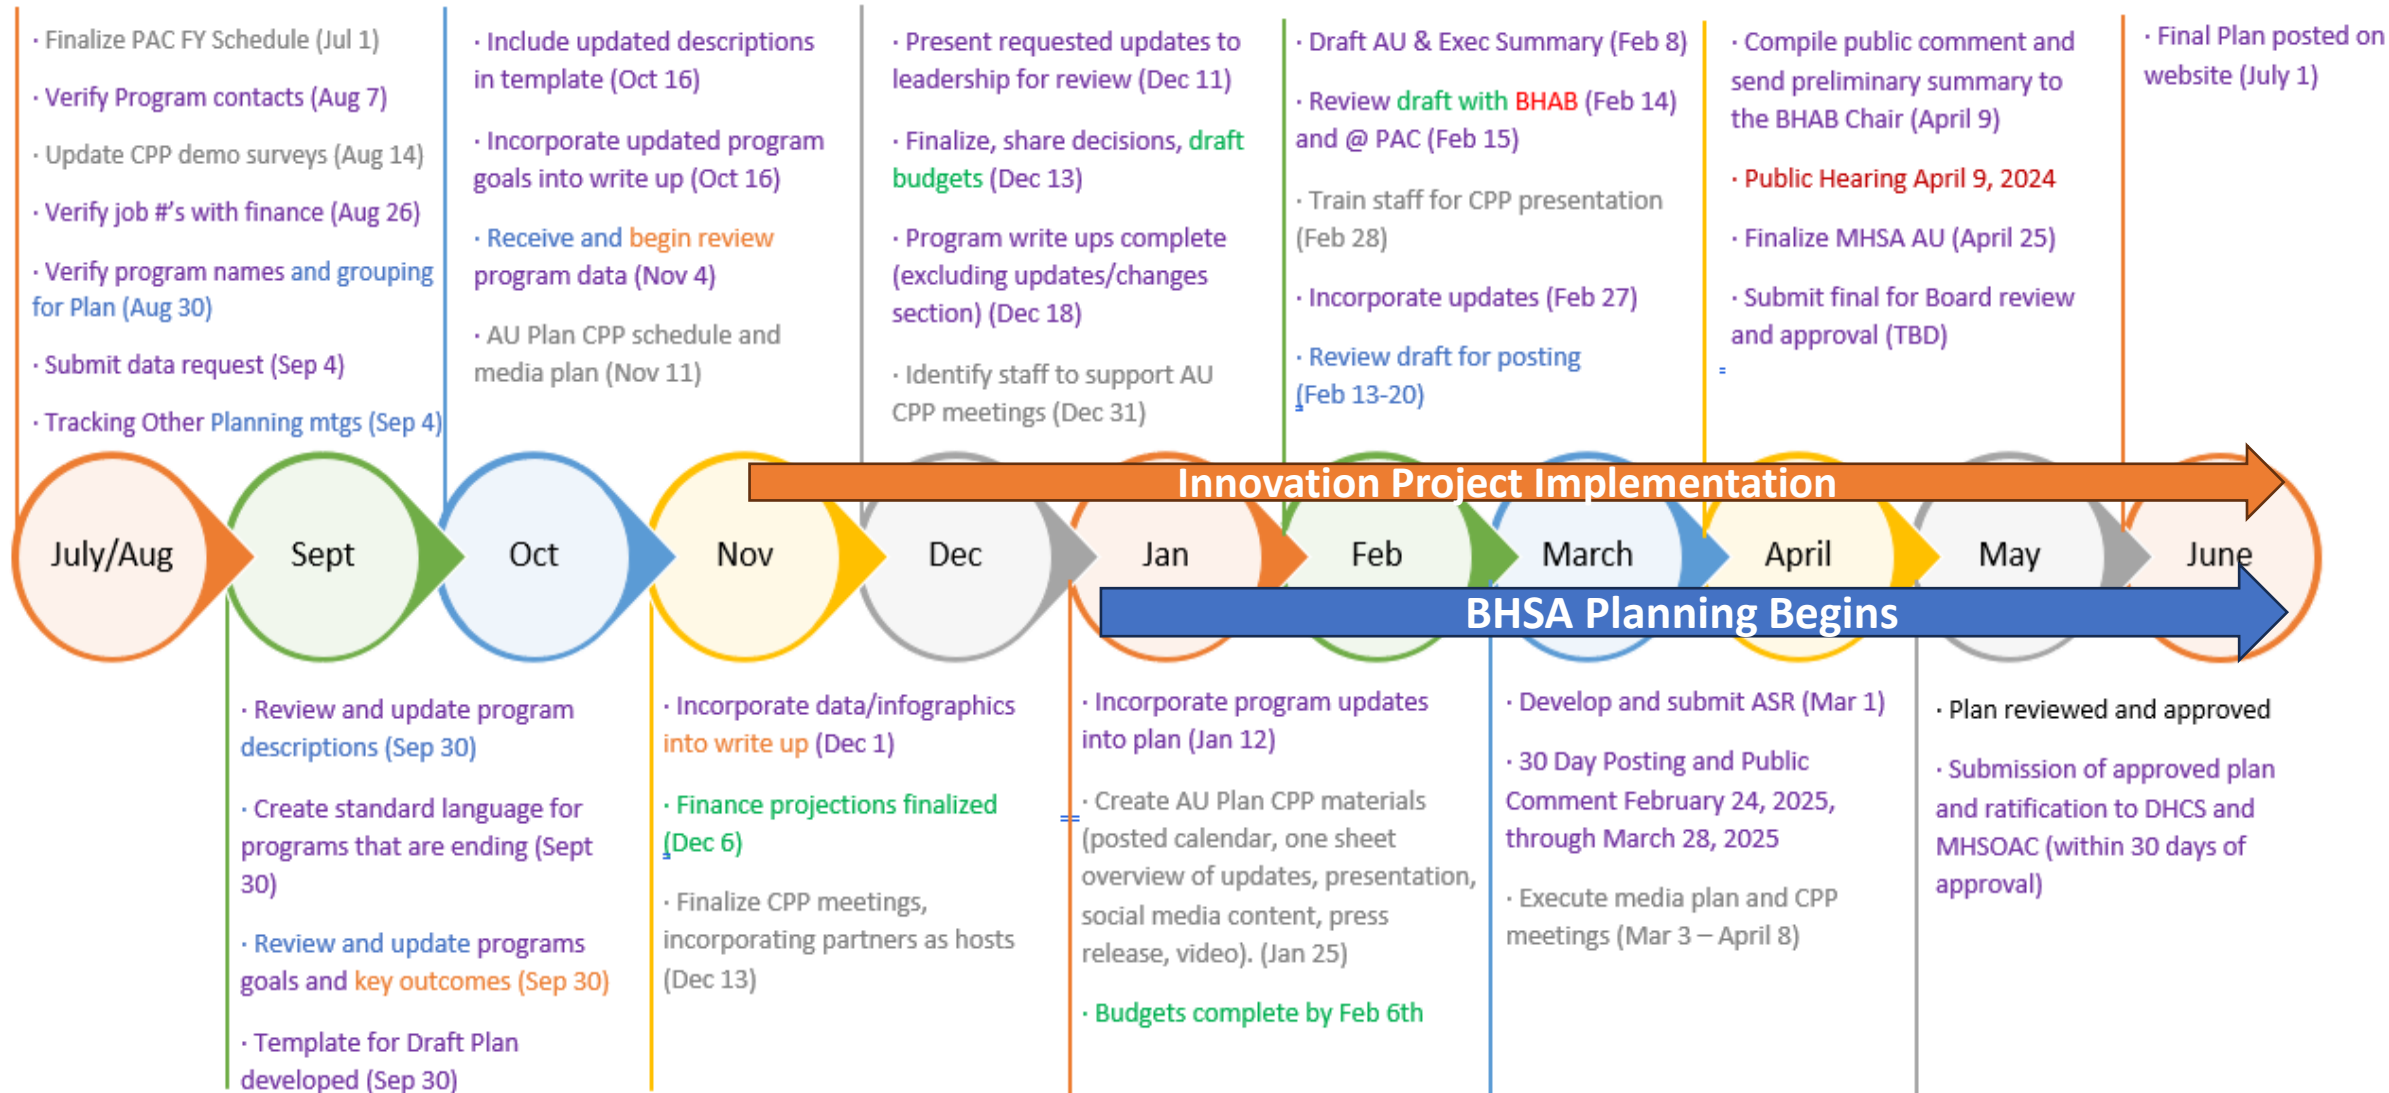 · Finalize PAC FY Schedule (Jul 1)
· Verify Program contacts (Aug 7)
· Update CPP demo surveys (Aug 14)
· Verify job #'s with finance (Aug 26)
· Verify program names and grouping
for Plan (Aug 30)
· Submit data request (Sep 4)
· Tracking Other Planning mtgs (Sep 4)
· Include updated descriptions
in template (Oct 16)
· Incorporate updated program
goals into write up (Oct 16)
· Receive and begin review
program data (Nov 4)
· AU Plan CPP schedule and
media plan (Nov 11)
· Present requested updates to
leadership for review (Dec 11)
· Finalize, share decisions, draft
budgets (Dec 13)
· Program write ups complete
(excluding updates/changes
section) (Dec 18)
· Identify staff to support AU
CPP meetings (Dec 31)
· Draft AU & Exec Summary (Feb 8)
· Review draft with BHAB (Feb 14)
and @ PAC (Feb 15)
· Train staff for CPP presentation
(Feb 28)
· Incorporate updates (Feb 27)
· Review draft for posting
(Feb 13-20)
· Compile public comment and
send preliminary summary to
the BHAB Chair (April 9)
· Public Hearing April 9, 2024
· Finalize MHSA AU (April 25)
· Submit final for Board review
and approval (TBD)
· Final Plan posted on
website (July 1)
Innovation Project Implementation
July/Aug
Sept
Oct
Nov
Dec
Jan
Feb
March
April
May
June
BHSA Planning Begins
· Review and update program
descriptions (Sep 30)
· Create standard language for
programs that are ending (Sept
30)
· Review and update programs
goals and key outcomes (Sep 30)
· Template for Draft Plan
developed (Sep 30)
· Incorporate data/infographics
into write up (Dec 1)
· Finance projections finalized
(Dec 6)
· Finalize CPP meetings,
incorporating partners as hosts
(Dec 13)
· Incorporate program updates
into plan (Jan 12)
· Create AU Plan CPP materials
(posted calendar, one sheet
overview of updates, presentation,
social media content, press
release, video). (Jan 25)
· Budgets complete by Feb 6th
· Develop and submit ASR (Mar 1)
· 30 Day Posting and Public
Comment February 24, 2025,
through March 28, 2025
· Execute media plan and CPP
meetings (Mar 3 – April 8)
· Plan reviewed and approved
· Submission of approved plan
and ratification to DHCS and
MHSOAC (within 30 days of
approval)